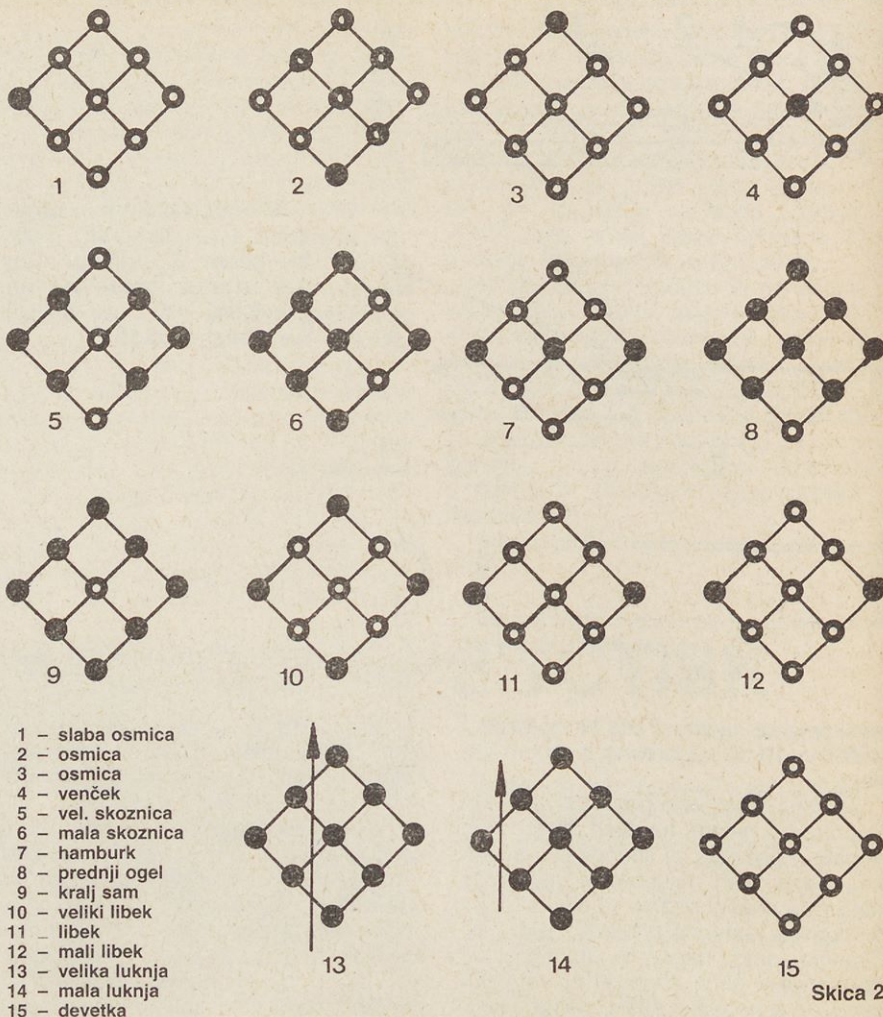 1
2
3
4
5
6
7
8
9
10
11
12
1 – slaba osmica
2 – osmica
3 – osmica
4 – venček
5 – vel. skoznica
6 – mala skoznica
7 – hamburk
8 – prednji ogel
9 – kralj sam
10 – veliki libek
11 – libek
12 – mali libek
13 – velika luknja
14 – mala luknja
15 – devetka
13
14
15
Skica 2